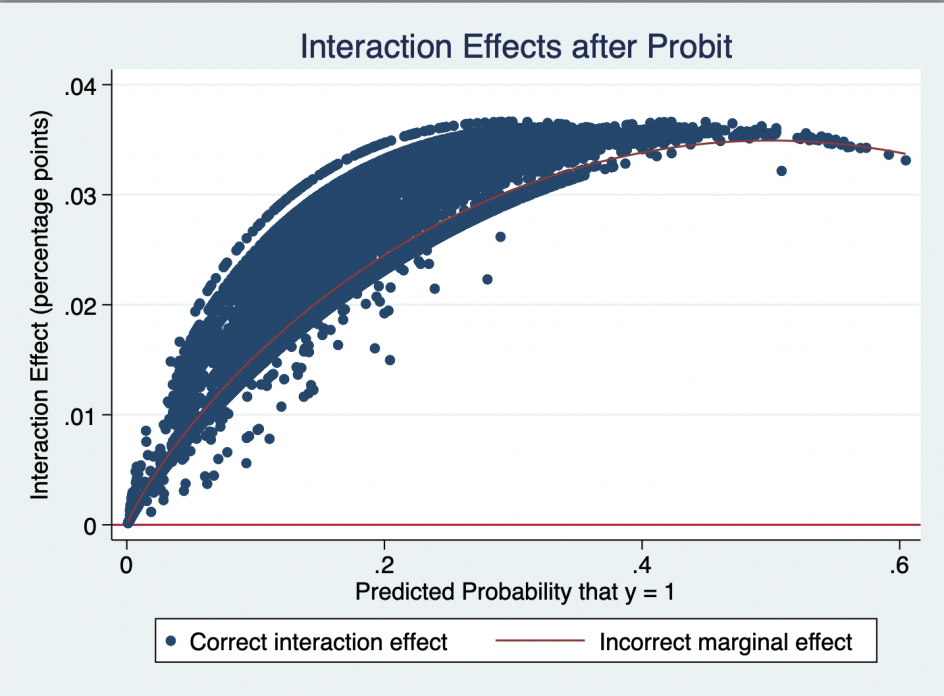 Interaction Effects after Probit
Interaction Effect (percentage points)
.04
.03
.02
.01
0
0 .2 .4 .6
Predicted Probability that y = 1
Correct interaction effect Incorrect marginal effect